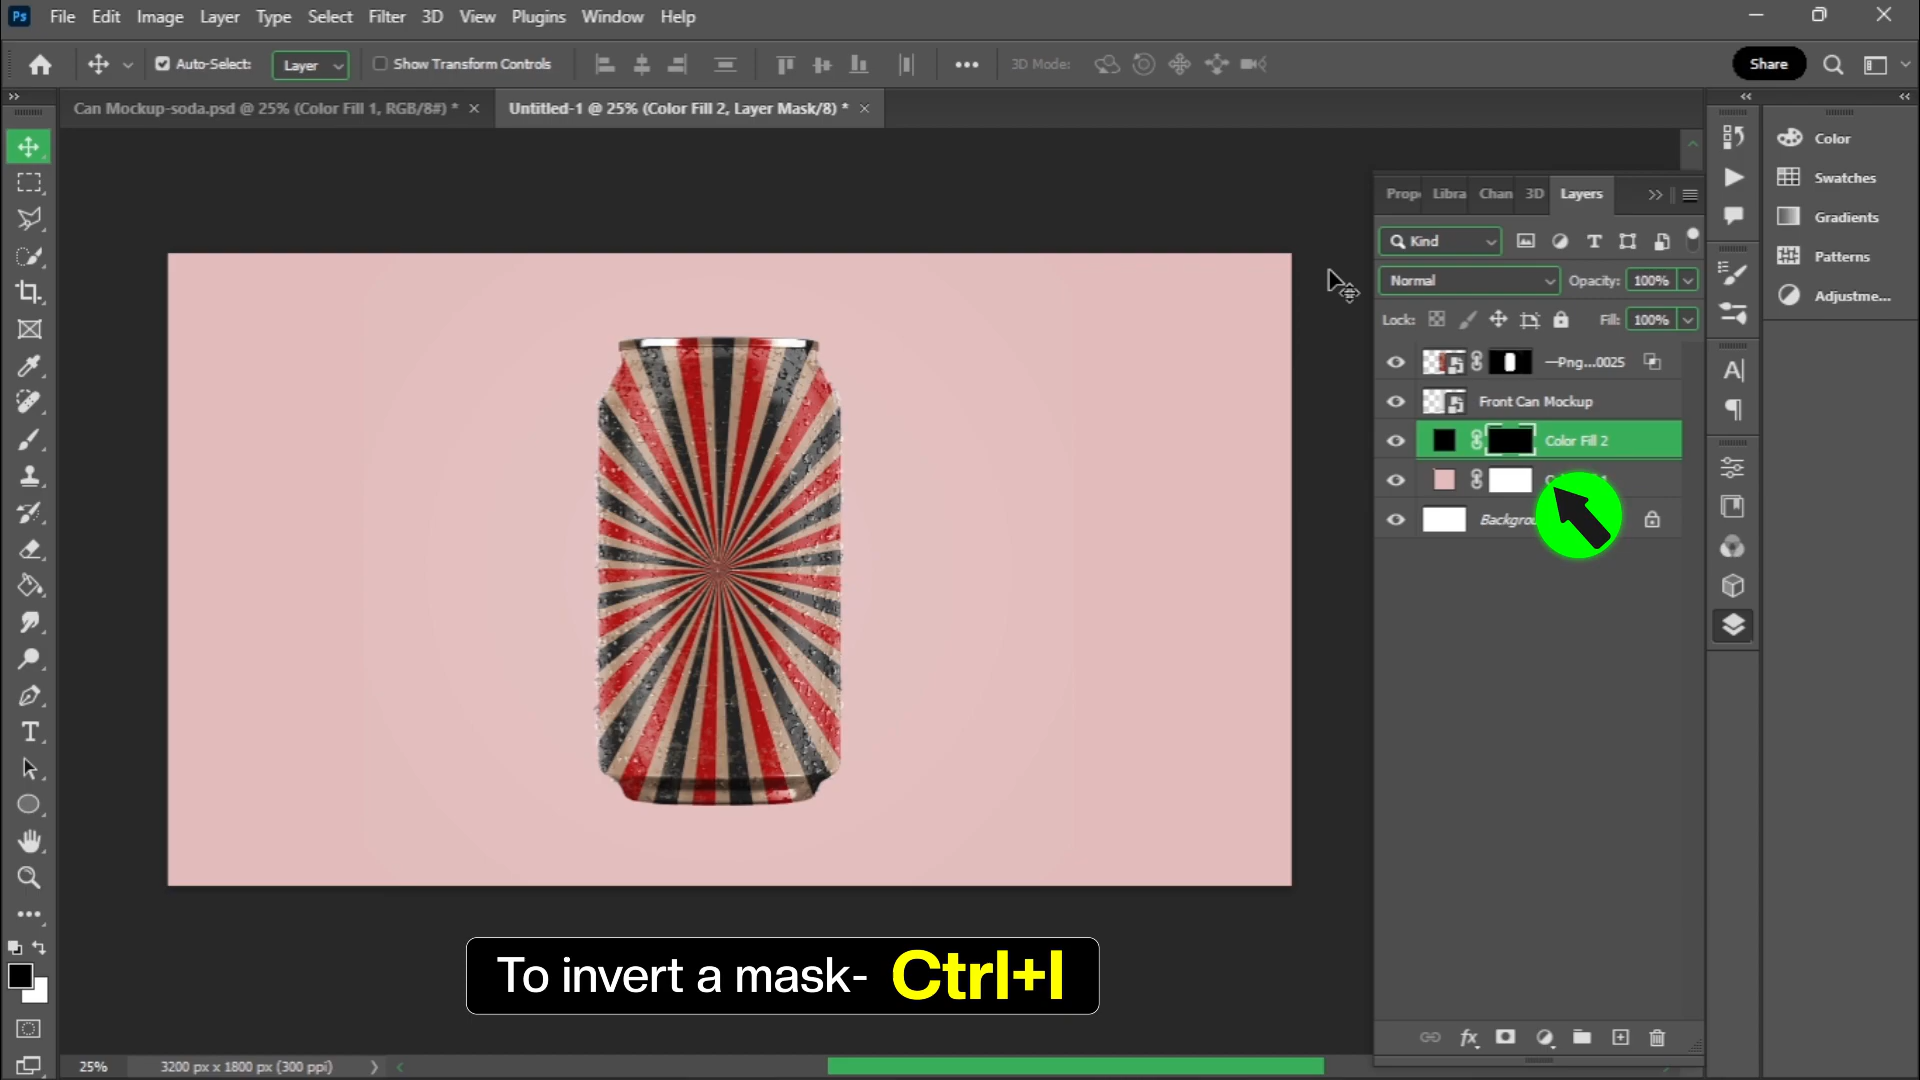 Ps File Edit Image Layer Type Select Filter 3D View Plugins Window Help
Auto-Select: Layer Show Transform Controls 3D Mode: Share
Can Mockup-soda.psd @ 25% (Color Fill 1, RGB/8#) * Untitled-1 @ 25% (Color Fill 2, Layer Mask/8) *
Color
Swatches
Gradients
Patterns
Adjustme...
Prop Libra Chan 3D Layers
Kind
Normal Opacity: 100%
Lock: Fill: 100%
—Png...0025
Front Can Mockup
Color Fill 2
Backgrou
To invert a mask- Ctrl+I
25% 3200 px x 1800 px (300 ppi)